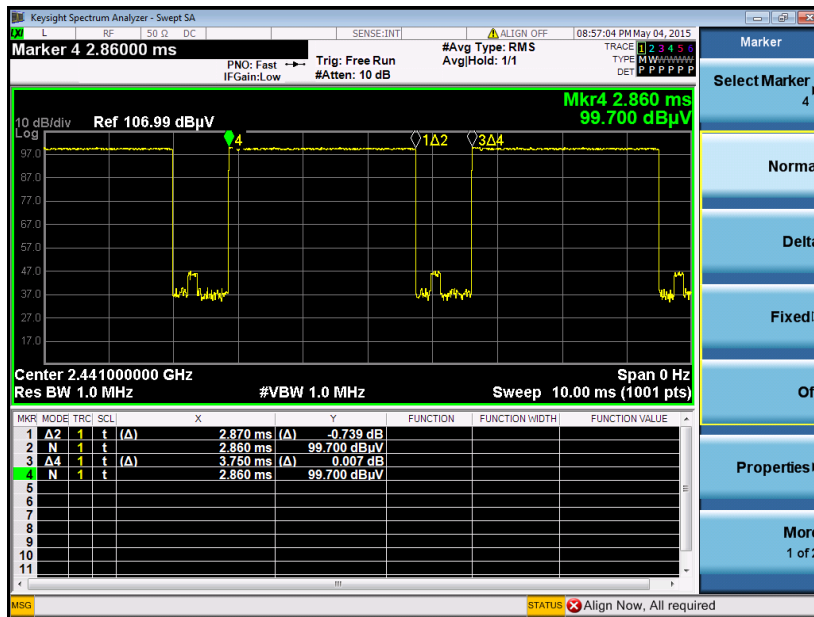 Keysight Spectrum Analyzer - Swept SA
LXI L RF 50 Ω DC SENSE:INT ALIGN OFF 08:57:04 PM May 04, 2015
Marker 4 2.86000 ms
PNO: Fast
IFGain:Low
Trig: Free Run
#Atten: 10 dB
#Avg Type: RMS
Avg|Hold: 1/1
TRACE 1 2 3 4 5 6
TYPE MWWWWW
DET P P P P P P
Mkr4 2.860 ms
99.700 dBµV
10 dB/div Ref 106.99 dBµV
Log
4 1Δ2 3Δ4
97.0
87.0
77.0
67.0
57.0
47.0
37.0
27.0
17.0
Center 2.441000000 GHz Span 0 Hz
Res BW 1.0 MHz #VBW 1.0 MHz Sweep 10.00 ms (1001 pts)
MKR MODE TRC SCL X Y FUNCTION FUNCTION WIDTH FUNCTION VALUE
1 Δ2 1 t (Δ) 2.870 ms (Δ) -0.739 dB
2 N 1 t 2.860 ms 99.700 dBµV
3 Δ4 1 t (Δ) 3.750 ms (Δ) 0.007 dB
4 N 1 t 2.860 ms 99.700 dBµV
5
6
7
8
9
10
11
MSG STATUS Align Now, All required
Marker
Select Marker
4
Norma
Delta
Fixed
Of
Properties
More
1 of 2